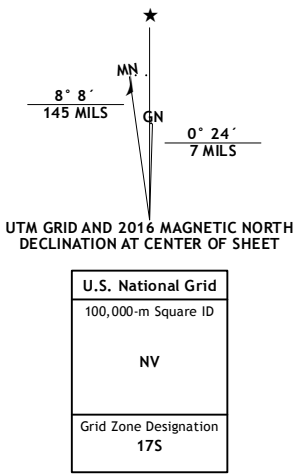 MN
8° 8´
145 MILS
GN
0° 24´
7 MILS
UTM GRID AND 2016 MAGNETIC NORTH
DECLINATION AT CENTER OF SHEET
U.S. National Grid
100,000-m Square ID
NV
Grid Zone Designation
17S